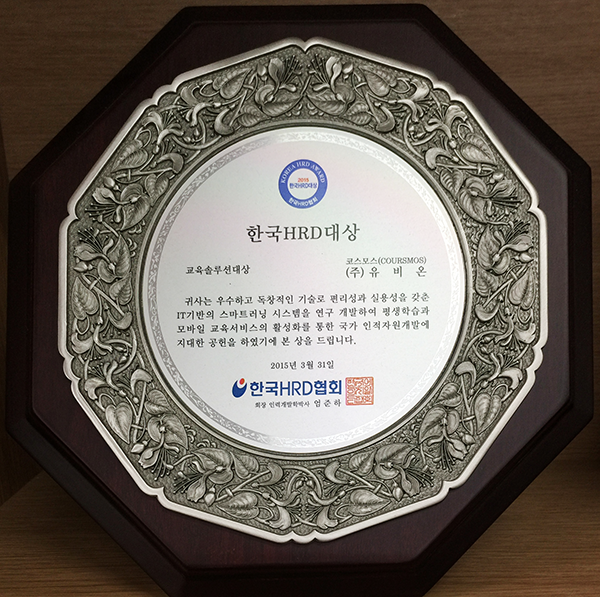 KOREA HRD AWARD
2015
한국HRD대상
한국HRD협회
한국HRD대상
교육솔루션대상
코스모스(COURSMOS)
(주) 유 비 온
귀사는 우수하고 독창적인 기술로 편리성과 실용성을 갖춘
IT기반의 스마트러닝 시스템을 연구 개발하여 평생학습과
모바일 교육서비스의 활성화를 통한 국가 인적자원개발에
지대한 공헌을 하였기에 본 상을 드립니다.
2015년 3월 31일
한국HRD협회
회장 인력개발학박사 엄준하